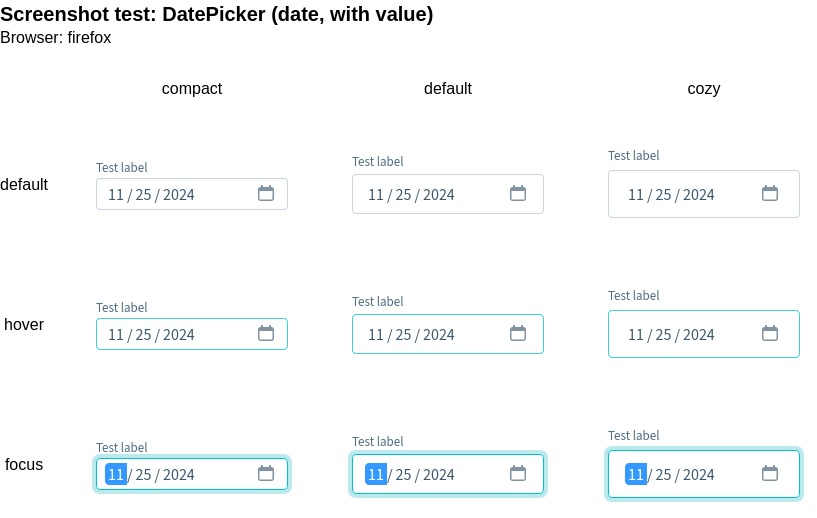 Screenshot test: DatePicker (date, with value)
Browser: firefox
compact default cozy
Test label Test label Test label
default 11 / 25 / 2024 11 / 25 / 2024 11 / 25 / 2024
Test label Test label Test label
hover 11 / 25 / 2024 11 / 25 / 2024 11 / 25 / 2024
Test label Test label Test label
focus 11 / 25 / 2024 11 / 25 / 2024 11 / 25 / 2024